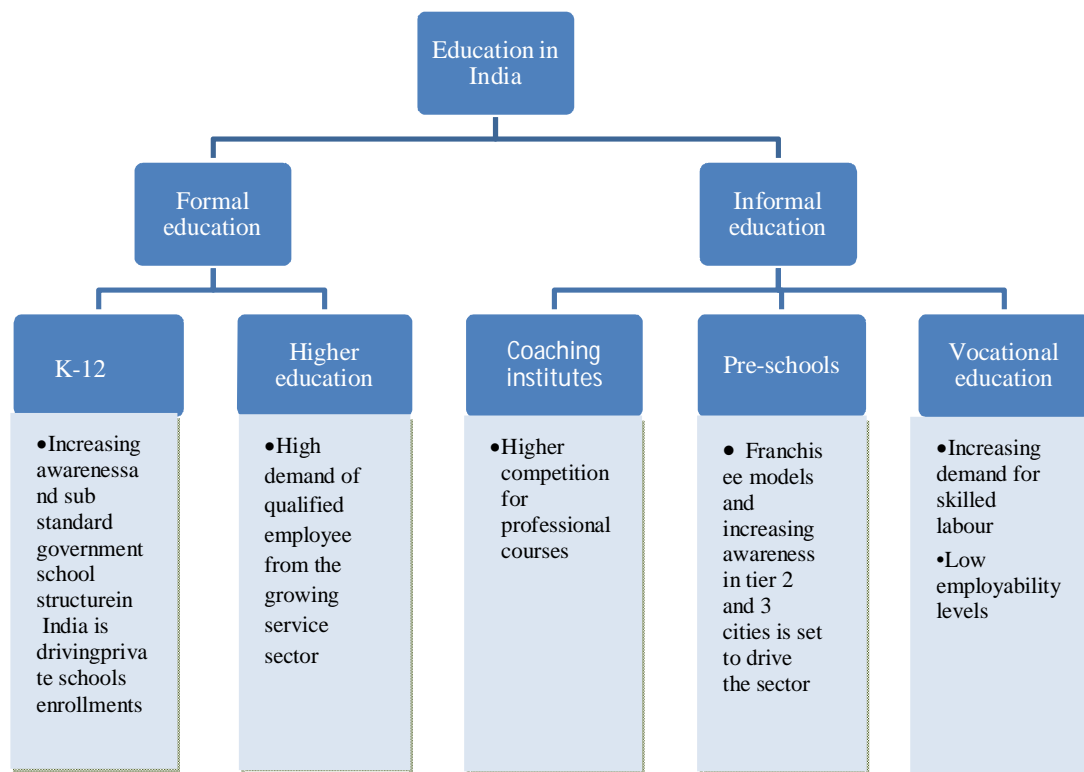 Education in
India
Formal
education
Informal
education
K-12
Higher
education
Coaching
institutes
Pre-schools
Vocational
education
•Increasing
awarenessa
nd sub
standard
government
school
structurein
India is
drivingpriva
te schools
enrollments
•High
demand of
qualified
employee
from the
growing
service
sector
•Higher
competition
for
professional
courses
• Franchis
ee models
and
increasing
awareness
in tier 2
and 3
cities is set
to drive
the sector
•Increasing
demand for
skilled
labour
•Low
employability
levels